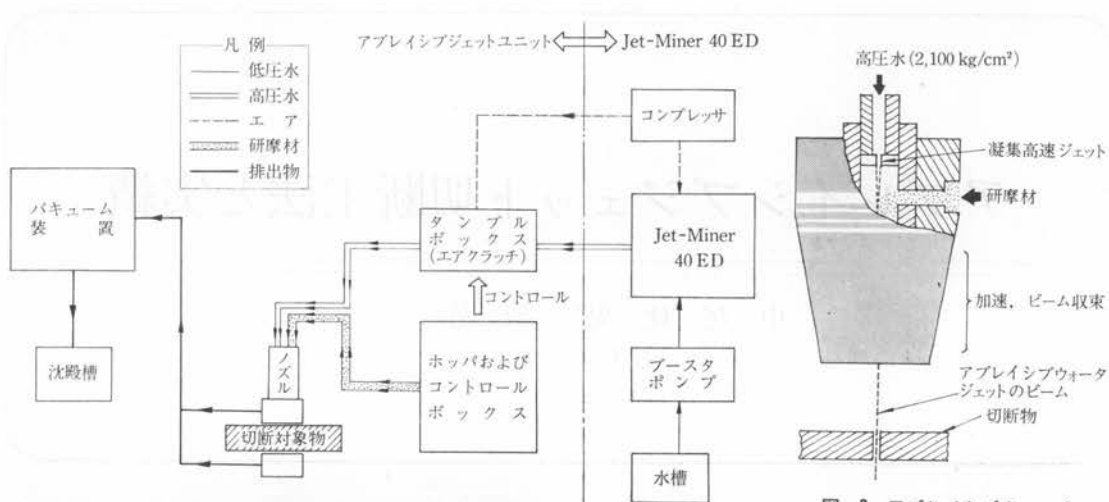 アブレイシブジェットユニット
Jet-Miner 40 ED
凡例
低圧水
高圧水
エア
研摩材
排出物
バキューム
装置
沈殿槽
タンブル
ボックス
(エアクラッチ)
コントロール
ホッパおよび
コントロール
ボックス
ノズル
切断対象物
コンプレッサ
Jet-Miner
40 ED
ブースタ
ポンプ
水槽
高圧水(2,100 kg/cm²)
凝集高速ジェット
研摩材
加速，ビーム収束
アブレイシブウォータ
ジェットのビーム
切断物